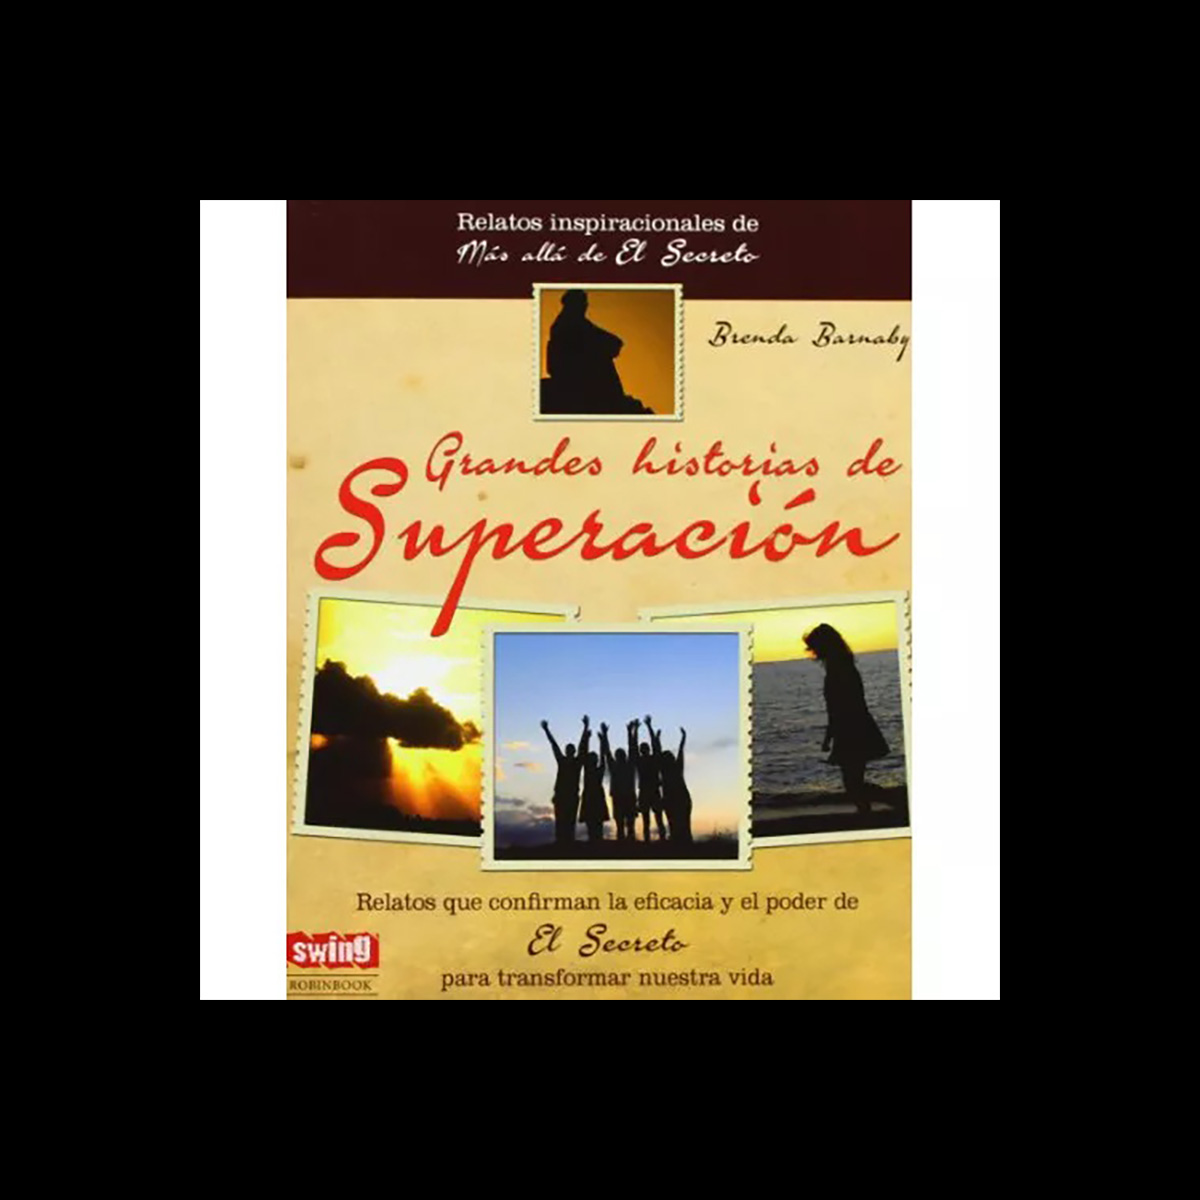 Relatos inspiracionales de
Más allá de El Secreto
Brenda Barnaby
Grandes historias de
Superación
Relatos que confirman la eficacia y el poder de
El Secreto
para transformar nuestra vida
swing
ROBINBOOK